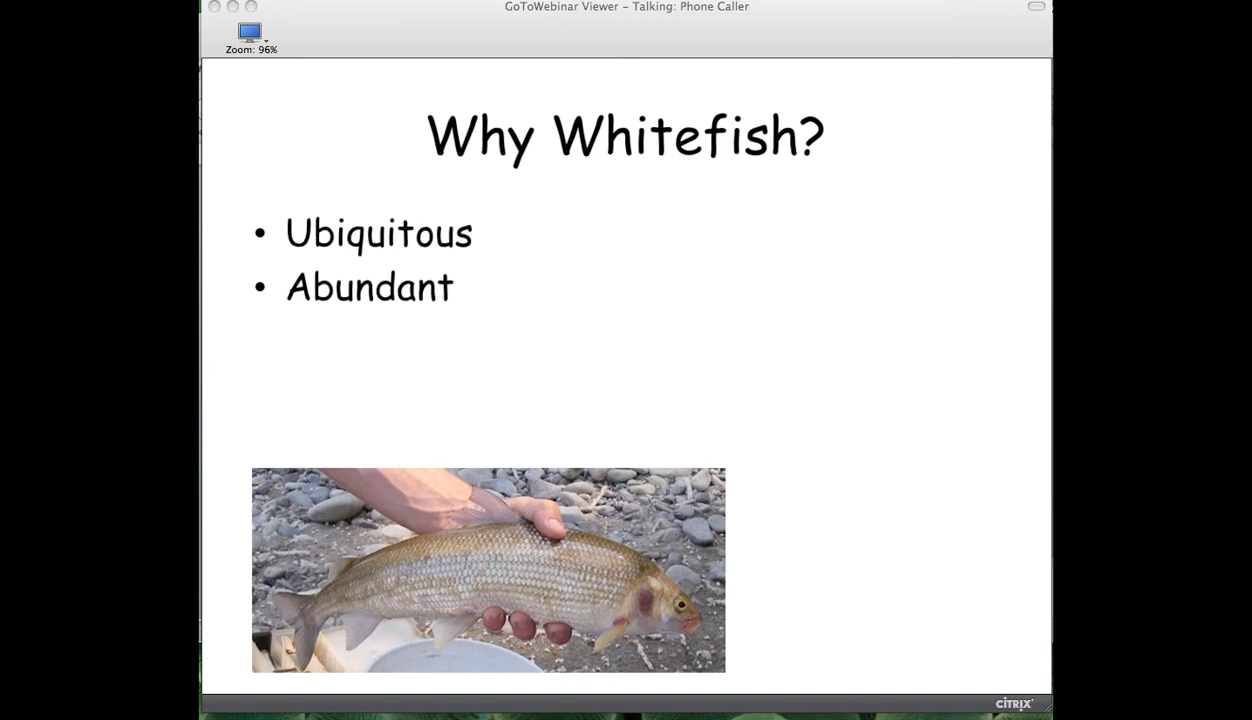 GoToWebinar Viewer – Talking: Phone Caller
Zoom: 96%
Why Whitefish?
• Ubiquitous
• Abundant
CITRIX